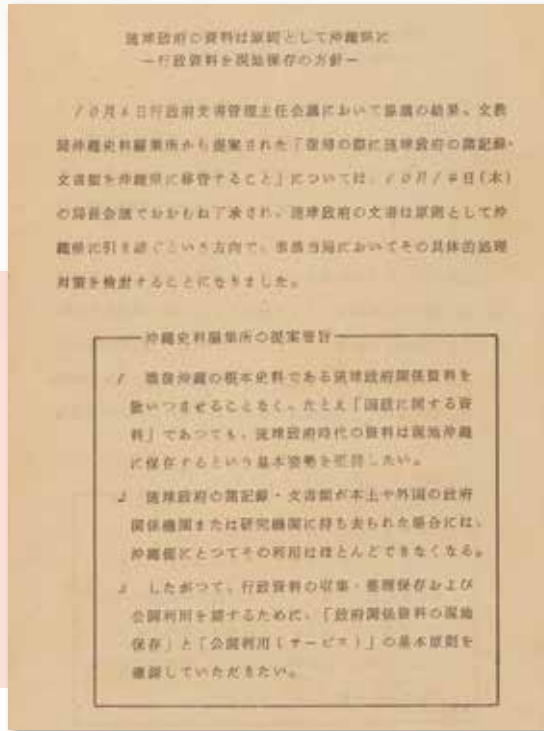 琉球政府の資料は原則として沖縄県に
－行政資料を現地保存の方針－
10月6日行政府文書管理主任会議において協議の結果、文教
局沖縄史料編集所から提案された「復帰の際に琉球政府の諸記録・
文書類を沖縄県に移管すること」については、10月14日(木)
の局長会議でおおむね了承され、琉球政府の文書は原則として沖
縄県に引き継ぐという方向で、事務当局においてその具体的処理
対策を検討することになりました。
沖縄史料編集所の提案要旨
1 戦後沖縄の根本史料である琉球政府関係資料を
散いつさせることなく、たとえ「国政に関する資
料」であつても、琉球政府時代の資料は現地沖縄
に保存するという基本姿勢を堅持したい。
2 琉球政府の諸記録・文書類が本土や外国の政府
関係機関または研究機関に持ち去られた場合には、
沖縄側にとつてその利用はほとんどできなくなる。
3 したがつて、行政資料の収集・整理保存および
公開利用を期するために、「政府関係資料の現地
保存」と「公開利用(サービス)」の基本原則を
確認していただきたい。